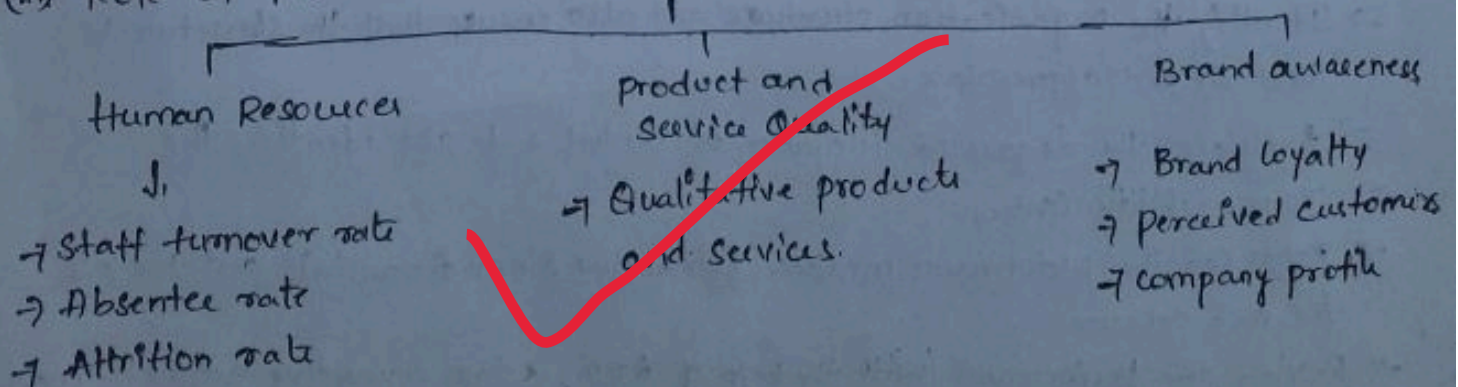 Human Resources
Product and
Service Quality
Brand awareness
→ Staff turnover rate
→ Absentee rate
→ Attrition rate
→ Qualitative products
and services.
→ Brand loyalty
→ perceived customers
→ company profile